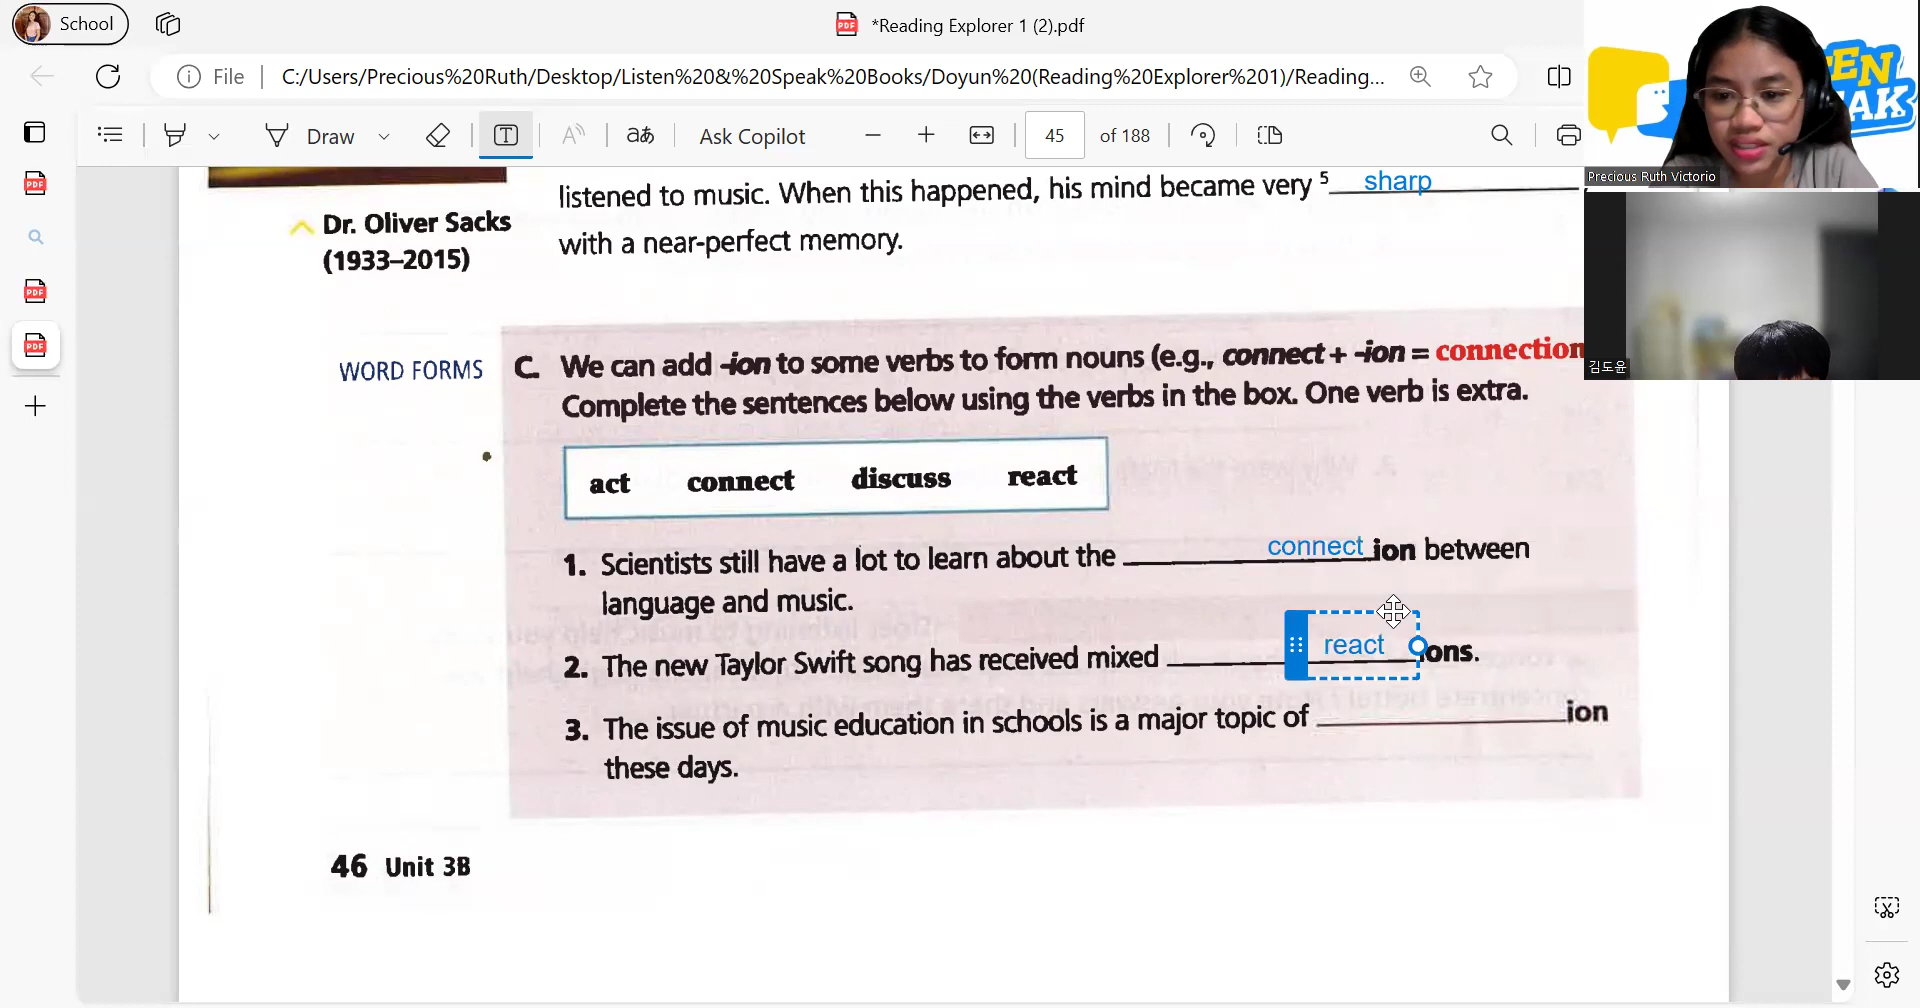 School
*Reading Explorer 1 (2).pdf
File
C:/Users/Precious%20Ruth/Desktop/Listen%20&%20Speak%20Books/Doyun%20(Reading%20Explorer%201)/Reading...
Draw
Ask Copilot
45
of 188
listened to music. When this happened, his mind became very 5 sharp
with a near-perfect memory.
Dr. Oliver Sacks
(1933–2015)
WORD FORMS
C. We can add -ion to some verbs to form nouns (e.g., connect + -ion = connection
Complete the sentences below using the verbs in the box. One verb is extra.
act connect discuss react
1. Scientists still have a lot to learn about the connect ion between
language and music.
2. The new Taylor Swift song has received mixed react ions.
3. The issue of music education in schools is a major topic of ____________ion
these days.
46 Unit 3B
Precious Ruth Victorio
김도윤